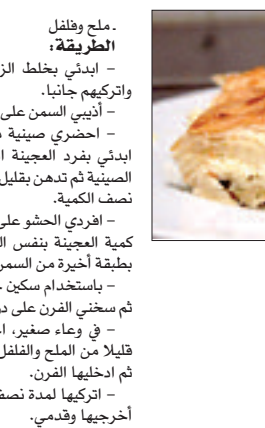 ـ ملح وفلفل
الطريقة:
– ابدئي بخلط الز
واتركيهم جانبا.
– أذيبي السمن على
– احضري صينية
ابدئي بفرد العجينة ا
الصينية ثم تدهن بقليل
نصف الكمية.
– افردي الحشو على
كمية العجينة بنفس ال
بطبقة أخيرة من السمن
– باستخدام سكين
ثم سخني الفرن على در
– في وعاء صغير، ا
قليلا من الملح والفلفل
ثم ادخليها الفرن.
– اتركيها لمدة نصف
أخرجيها وقدمي.